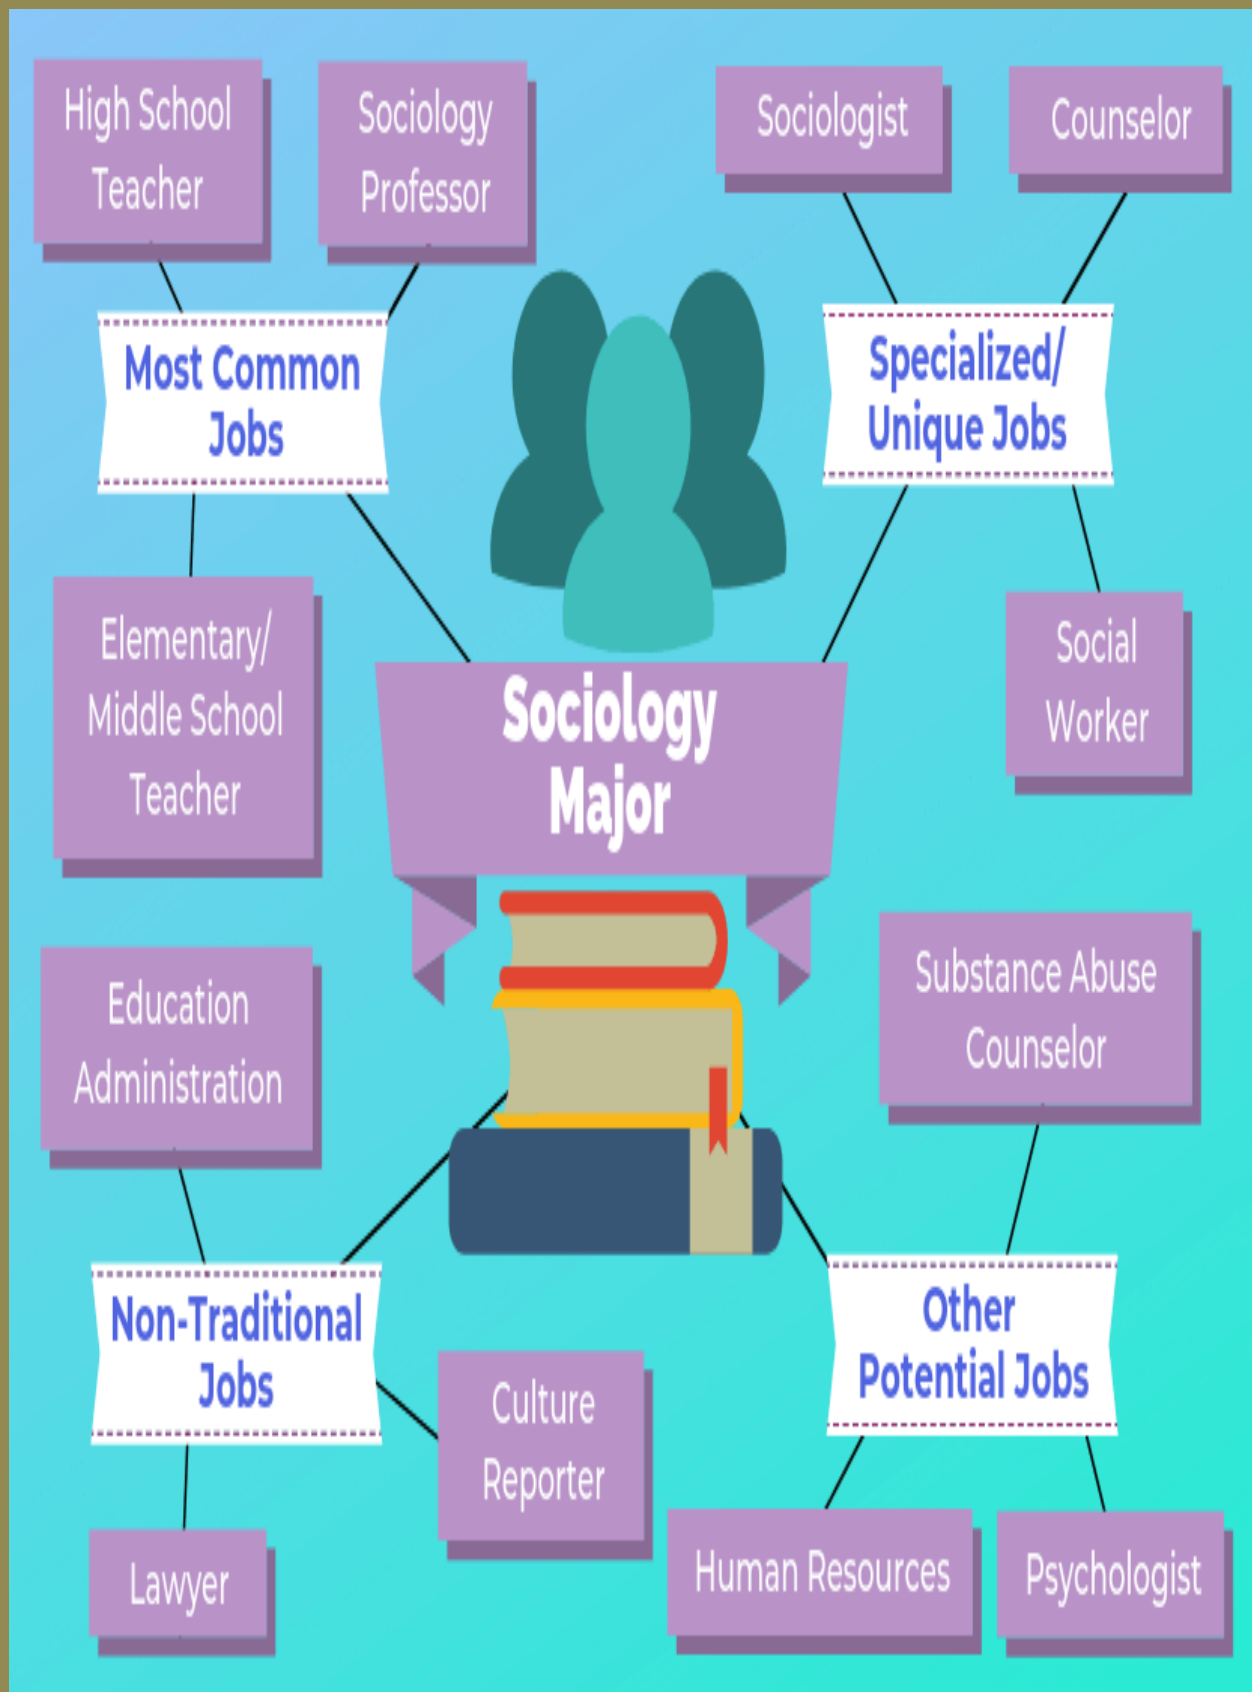 High School
Teacher
Sociology
Professor
Sociologist
Counselor
Most Common
Jobs
Specialized/
Unique Jobs
Elementary/
Middle School
Teacher
Social
Worker
Sociology
Major
Education
Administration
Substance Abuse
Counselor
Non-Traditional
Jobs
Other
Potential Jobs
Culture
Reporter
Lawyer
Human Resources
Psychologist